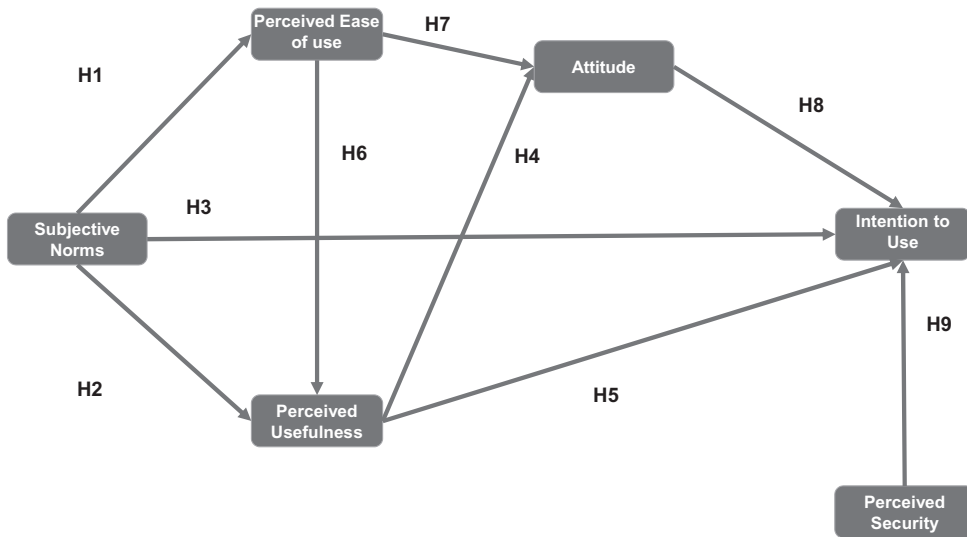 Perceived Ease
of use
H7
Attitude
H1
H8
H6
H4
H3
Subjective
Norms
Intention to
Use
H9
H2
H5
Perceived
Usefulness
Perceived
Security